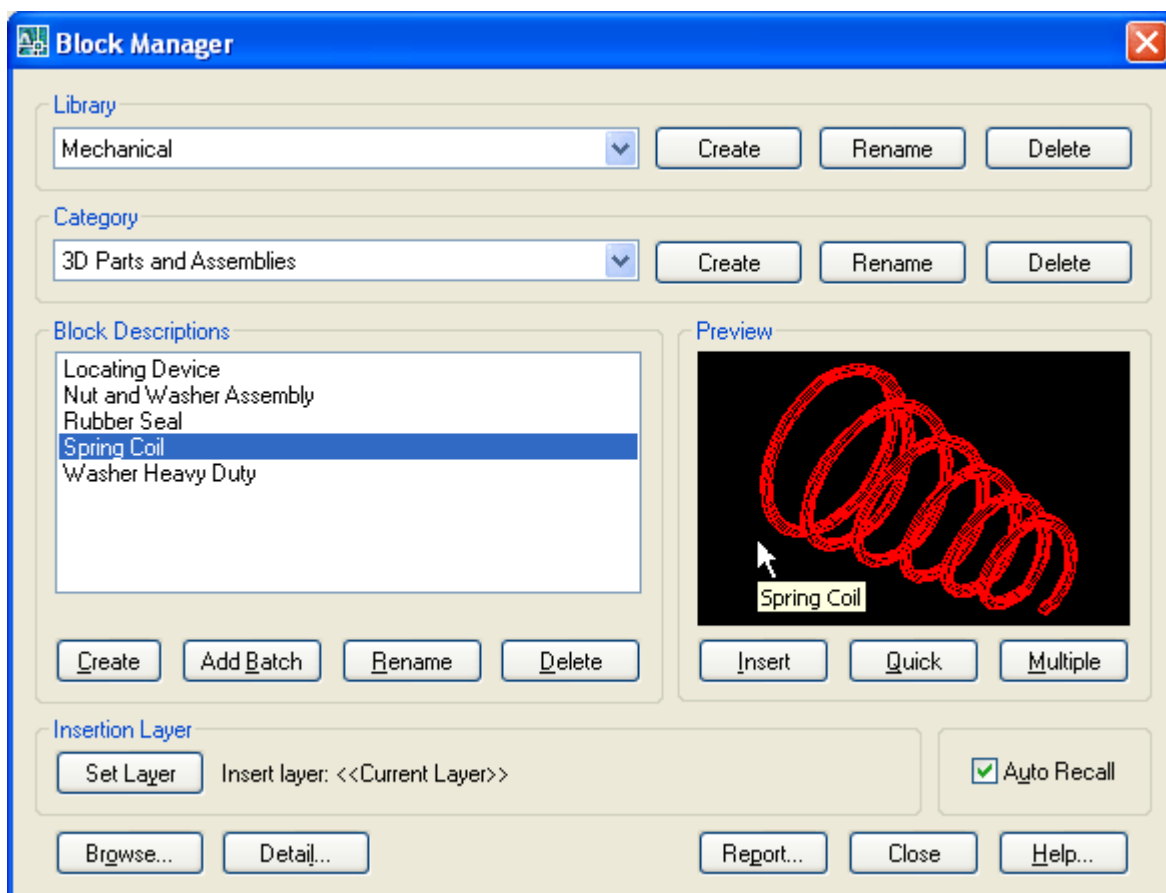 Block Manager
Library
Mechanical
Create
Rename
Delete
Category
3D Parts and Assemblies
Create
Rename
Delete
Block Descriptions
Locating Device
Nut and Washer Assembly
Rubber Seal
Spring Coil
Washer Heavy Duty
Create
Add Batch
Rename
Delete
Preview
Spring Coil
Insert
Quick
Multiple
Insertion Layer
Set Layer
Insert layer: <<Current Layer>>
Auto Recall
Browse...
Detail...
Report...
Close
Help...